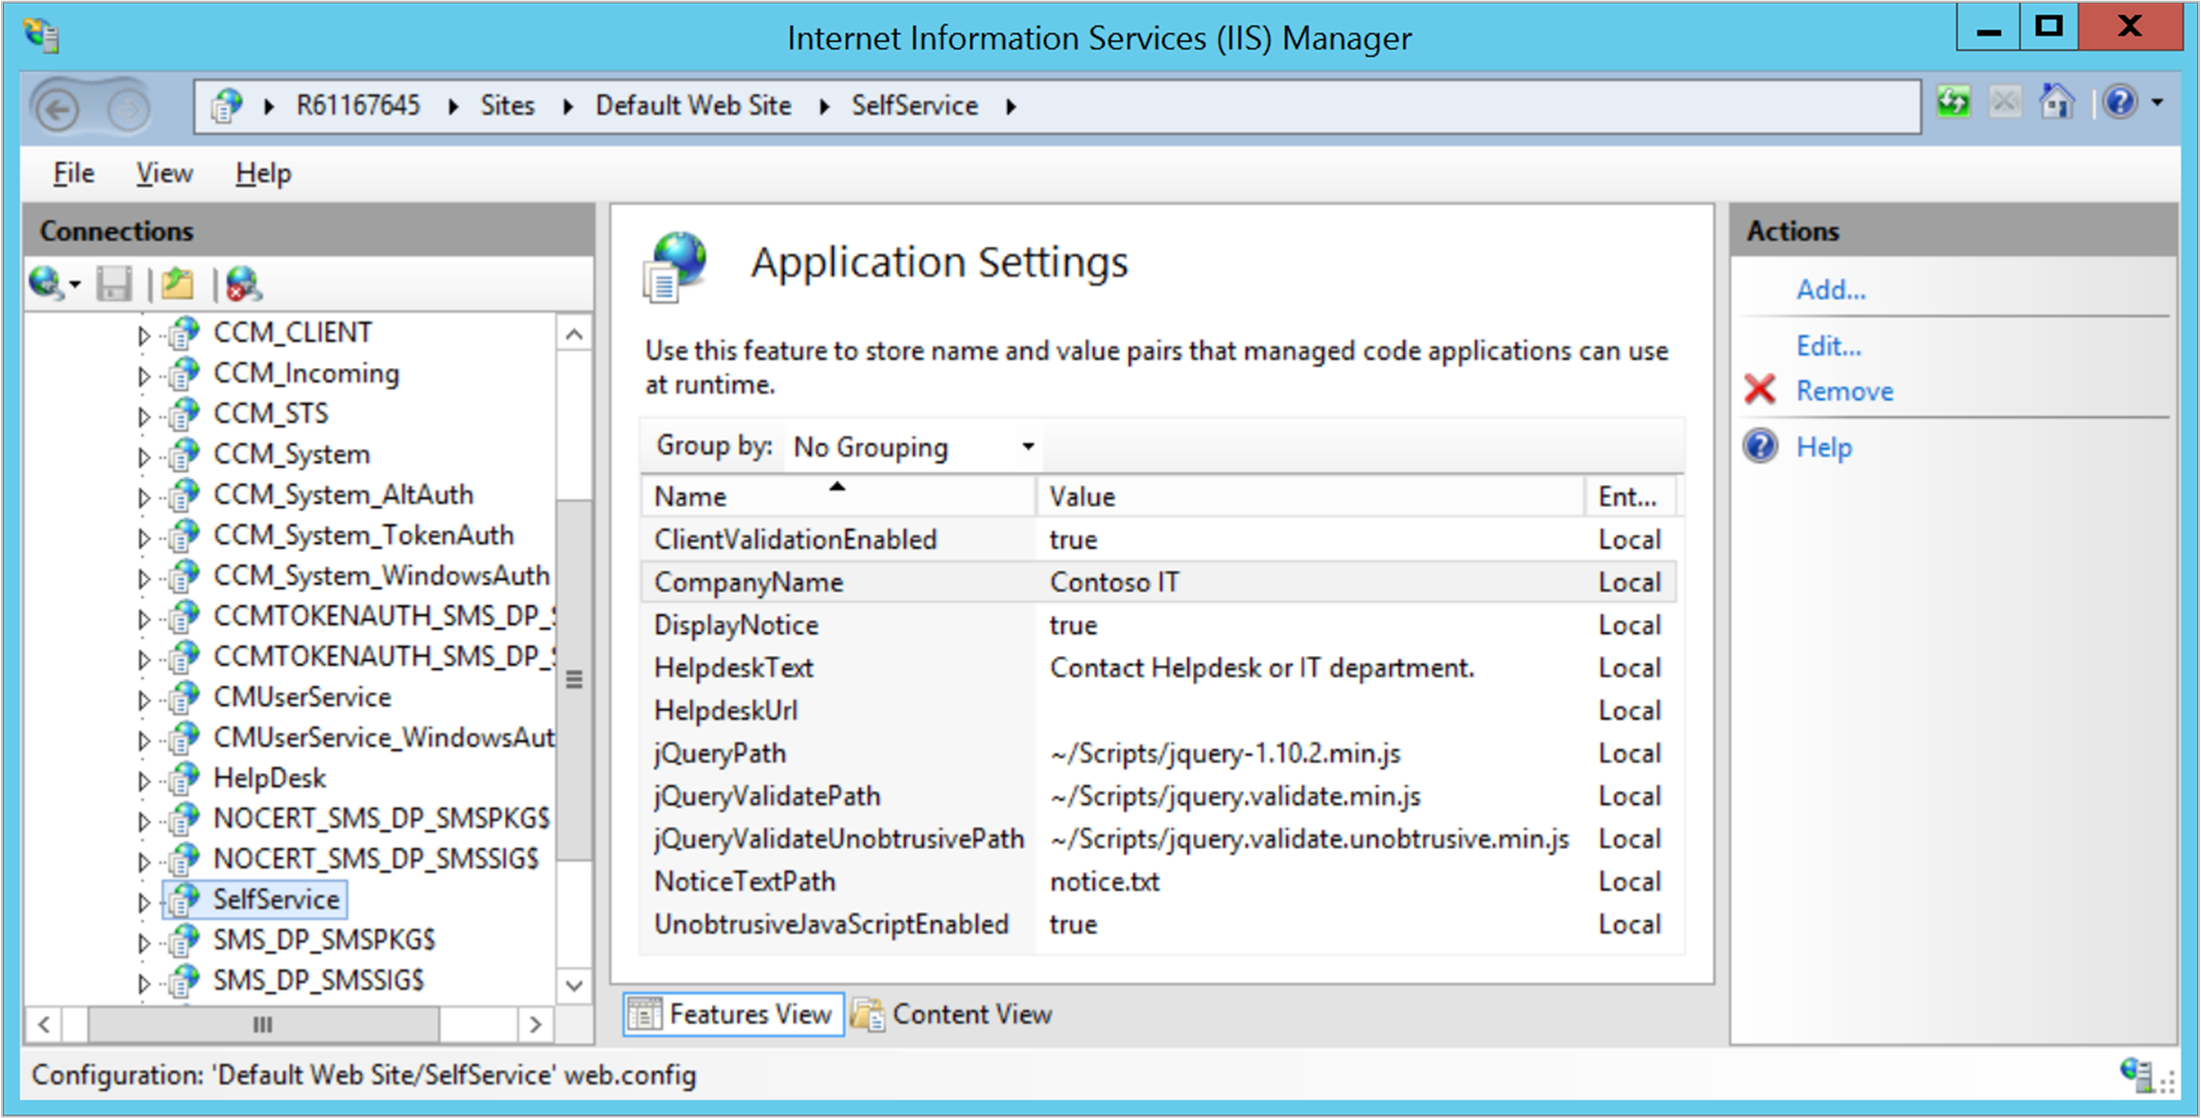 Internet Information Services (IIS) Manager
R61167645 Sites Default Web Site SelfService
File View Help
Connections
CCM_CLIENT
CCM_Incoming
CCM_STS
CCM_System
CCM_System_AltAuth
CCM_System_TokenAuth
CCM_System_WindowsAuth
CCMTOKENAUTH_SMS_DP_S
CCMTOKENAUTH_SMS_DP_S
CMUserService
CMUserService_WindowsAut
HelpDesk
NOCERT_SMS_DP_SMSPKG$
NOCERT_SMS_DP_SMSSIG$
SelfService
SMS_DP_SMSPKG$
SMS_DP_SMSSIG$
Application Settings
Use this feature to store name and value pairs that managed code applications can use
at runtime.
Group by: No Grouping
Name Value Ent...
ClientValidationEnabled true Local
CompanyName Contoso IT Local
DisplayNotice true Local
HelpdeskText Contact Helpdesk or IT department. Local
HelpdeskUrl Local
jQueryPath ~/Scripts/jquery-1.10.2.min.js Local
jQueryValidatePath ~/Scripts/jquery.validate.min.js Local
jQueryValidateUnobtrusivePath ~/Scripts/jquery.validate.unobtrusive.min.js Local
NoticeTextPath notice.txt Local
UnobtrusiveJavaScriptEnabled true Local
Features View Content View
Actions
Add...
Edit...
Remove
Help
Configuration: 'Default Web Site/SelfService' web.config